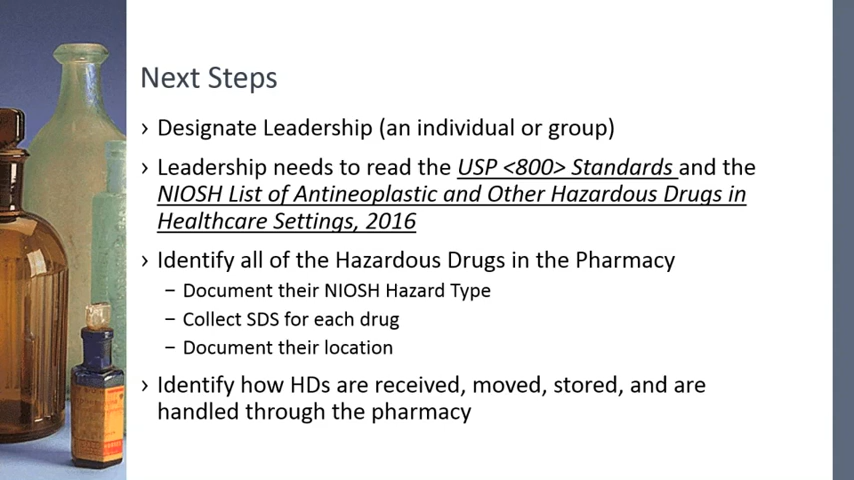 Next Steps
› Designate Leadership (an individual or group)
› Leadership needs to read the USP <800> Standards and the
NIOSH List of Antineoplastic and Other Hazardous Drugs in
Healthcare Settings, 2016
› Identify all of the Hazardous Drugs in the Pharmacy
– Document their NIOSH Hazard Type
– Collect SDS for each drug
– Document their location
› Identify how HDs are received, moved, stored, and are
handled through the pharmacy